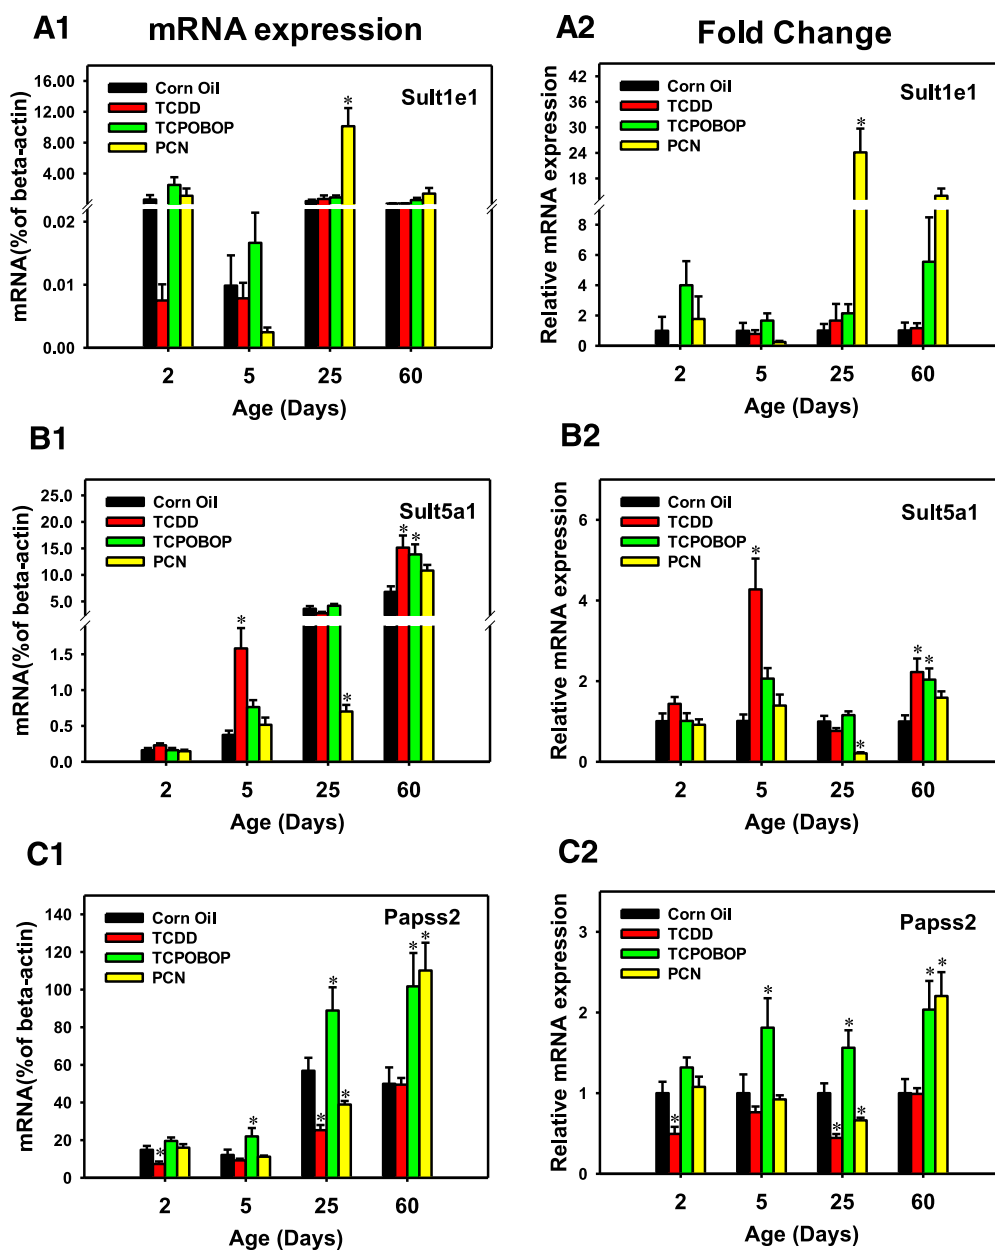 A1
mRNA expression
mRNA(%of beta-actin)
16.00
12.00
8.00
4.00
0.02
0.01
0.00
Corn Oil
TCDD
TCPOBOP
PCN
Sult1e1
*
2 5 25 60
Age (Days)
A2
Fold Change
Relative mRNA expression
42
36
30
24
18
8
6
4
2
0
Corn Oil
TCDD
TCPOBOP
PCN
Sult1e1
*
2 5 25 60
Age (Days)
B1
mRNA(%of beta-actin)
25.0
20.0
15.0
10.0
5.0
1.5
1.0
0.5
0.0
Corn Oil
TCDD
TCPOBOP
PCN
Sult5a1
* *
*
*
2 5 25 60
Age (Days)
B2
Relative mRNA expression
6
4
2
0
Corn Oil
TCDD
TCPOBOP
PCN
Sult5a1
*
* *
*
2 5 25 60
Age (Days)
C1
mRNA(%of beta-actin)
140
120
100
80
60
40
20
0
Corn Oil
TCDD
TCPOBOP
PCN
Papss2
* *
*
*
*
*
*
2 5 25 60
Age (Days)
C2
Relative mRNA expression
3
2
1
0
Corn Oil
TCDD
TCPOBOP
PCN
Papss2
* *
*
*
*
*
*
2 5 25 60
Age (Days)